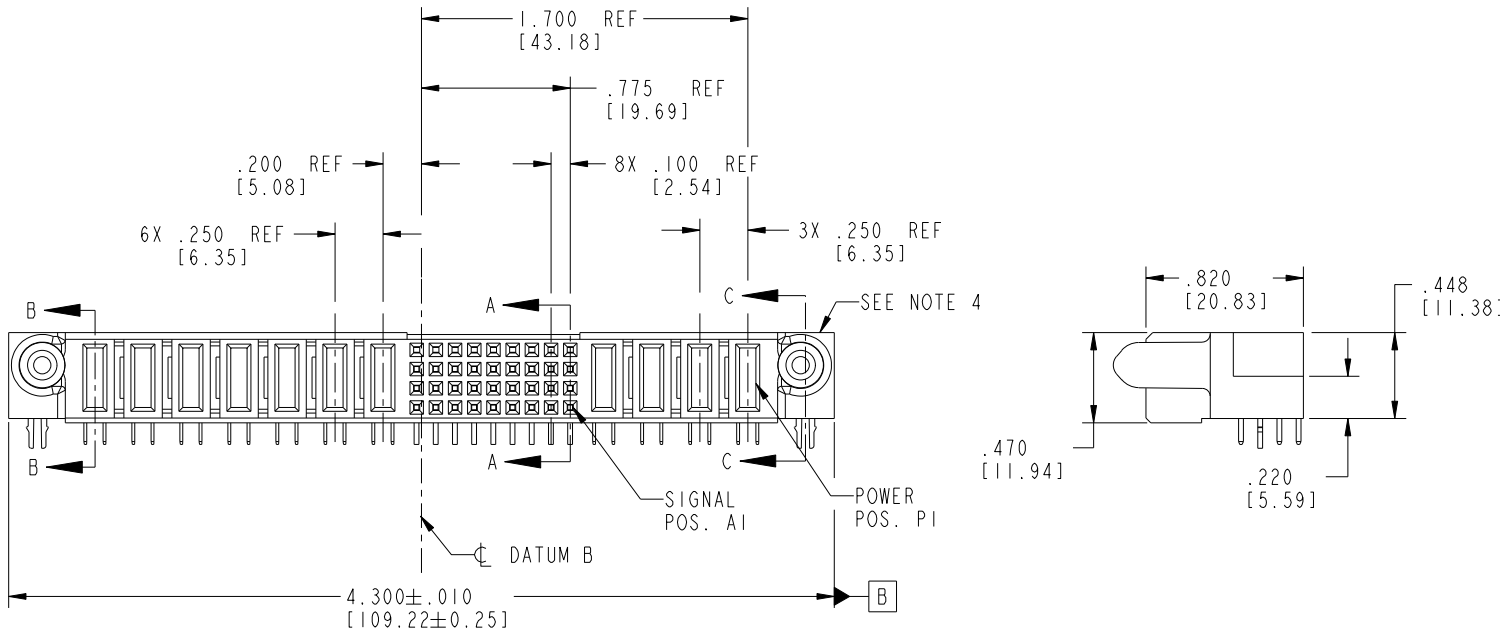 1.700 REF
[43.18]
.775 REF
[19.69]
.200 REF
[5.08]
8X .100 REF
[2.54]
6X .250 REF
[6.35]
3X .250 REF
[6.35]
B
A
C
SEE NOTE 4
.820
[20.83]
.448
[11.38]
B
A
C
.470
[11.94]
.220
[5.59]
SIGNAL
POS. A1
POWER
POS. P1
DATUM B
4.300±.010
[109.22±0.25]
B